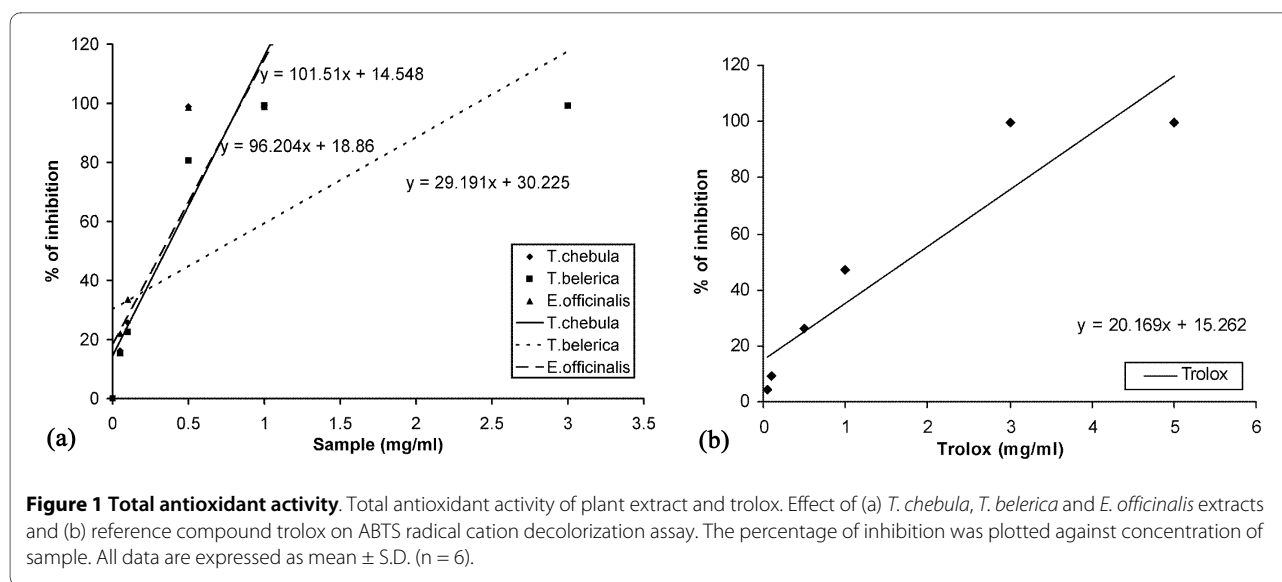 120
100
80
60
40
20
0
% of inhibition
y = 101.51x + 14.548
y = 96.204x + 18.86
y = 29.191x + 30.225
T.chebula
T.belerica
E.officinalis
T.chebula
T.belerica
E.officinalis
0 0.5 1 1.5 2 2.5 3 3.5
(a)
Sample (mg/ml)
120
100
80
60
40
20
0
% of inhibition
y = 20.169x + 15.262
Trolox
0 1 2 3 4 5 6
(b)
Trolox (mg/ml)
Figure 1 Total antioxidant activity. Total antioxidant activity of plant extract and trolox. Effect of (a) T. chebula, T. belerica and E. officinalis extracts
and (b) reference compound trolox on ABTS radical cation decolorization assay. The percentage of inhibition was plotted against concentration of
sample. All data are expressed as mean ± S.D. (n = 6).